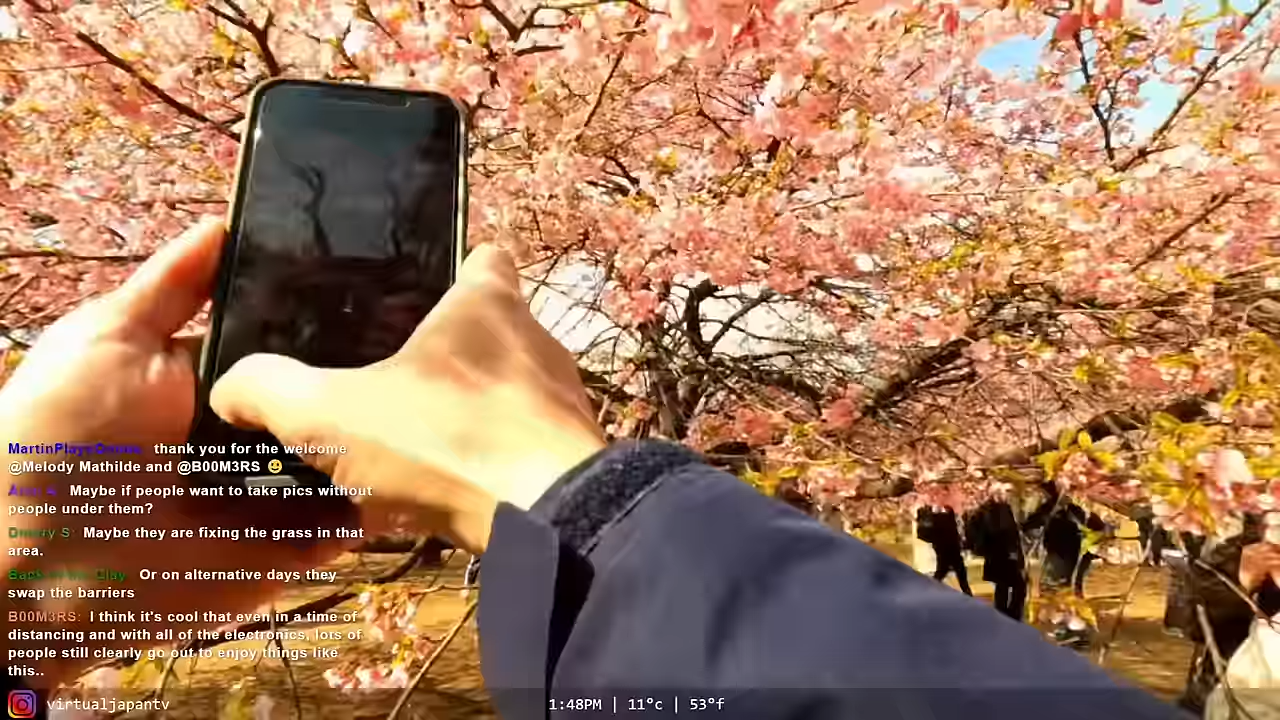 thank you for the welcome
@Melody Mathilde and @B00M3RS 😃
Maybe if people want to take pics without
people under them?
Danny S: Maybe they are fixing the grass in that
area.
Or on alternative days they
swap the barriers
B00M3RS: I think it's cool that even in a time of
distancing and with all of the electronics, lots of
people still clearly go out to enjoy things like
this..
virtualjapantv
1:48PM | 11°c | 53°f